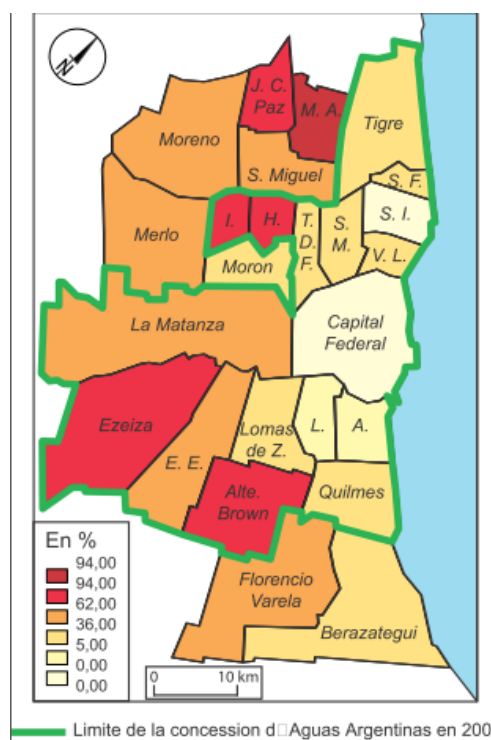 N
J. C.
Paz
M. A.
Tigre
Moreno
S. Miguel
S. F.
S. I.
I.
H.
T.
D.
F.
S.
M.
Merlo
V. L.
Moron
La Matanza
Capital
Federal
Ezeiza
Lomas
de Z.
L.
A.
E. E.
Alte.
Brown
Quilmes
En %
94,00
94,00
62,00
36,00
5,00
0,00
0,00
Florencio
Varela
Berazategui
0 10 km
Limite de la concession d□Aguas Argentinas en 200